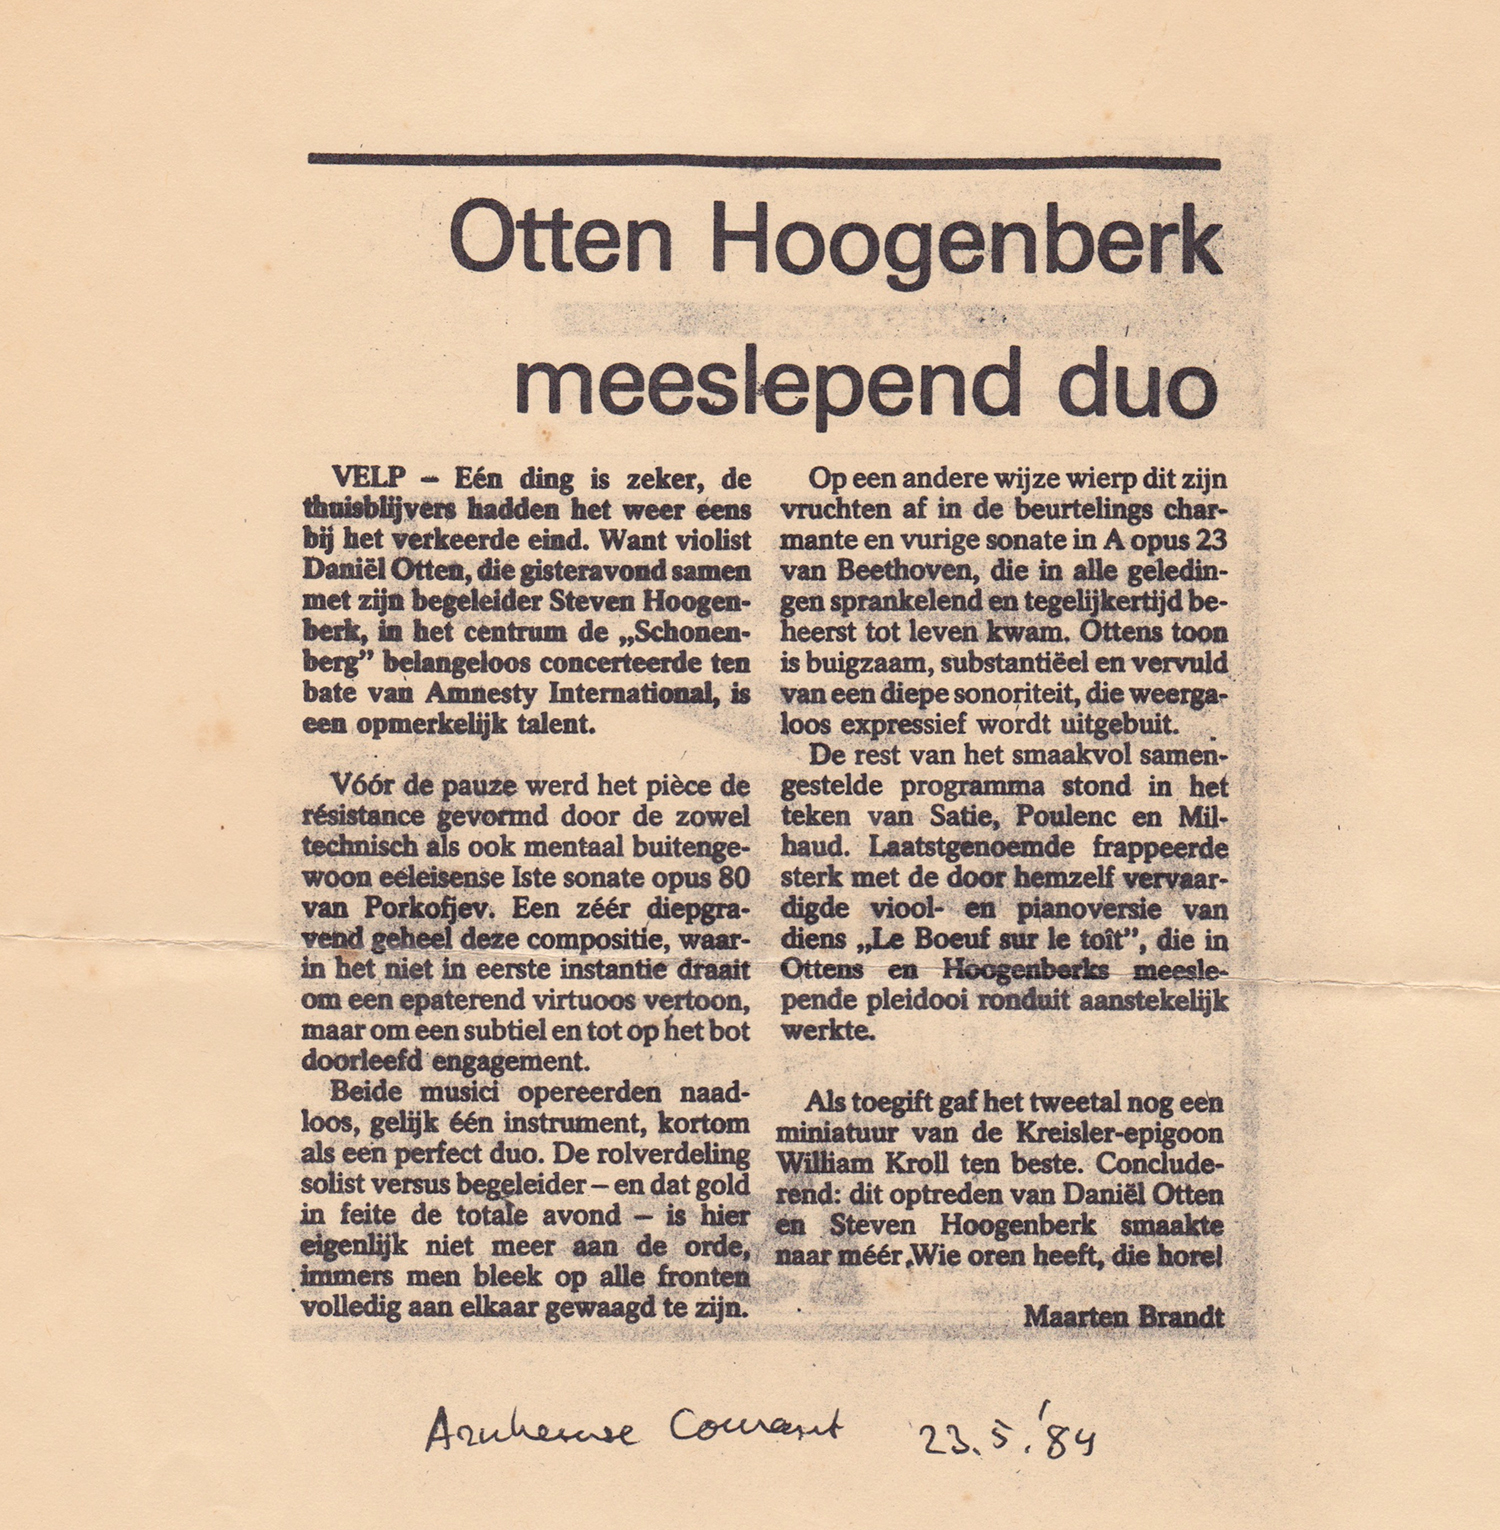 Otten Hoogenberk
meeslepend duo
VELP – Eén ding is zeker, de
thuisblijvers hadden het weer eens
bij het verkeerde eind. Want violist
Daniël Otten, die gisteravond samen
met zijn begeleider Steven Hoogen-
berk, in het centrum de „Schonen-
berg” belangeloos concerteerde ten
bate van Amnesty International, is
een opmerkelijk talent.
Vóór de pauze werd het pièce de
résistance gevormd door de zowel
technisch als ook mentaal buitenge-
woon eeleisense Iste sonate opus 80
van Porkofjev. Een zéér diepgra-
vend geheel deze compositie, waar-
in het niet in eerste instantie draait
om een epaterend virtuoos vertoon,
maar om een subtiel en tot op het bot
doorleefd engagement.
Beide musici opereerden naad-
loos, gelijk één instrument, kortom
als een perfect duo. De rolverdeling
solist versus begeleider – en dat gold
in feite de totale avond – is hier
eigenlijk niet meer aan de orde,
immers men bleek op alle fronten
volledig aan elkaar gewaagd te zijn.
Op een andere wijze wierp dit zijn
vruchten af in de beurtelings char-
mante en vurige sonate in A opus 23
van Beethoven, die in alle geledin-
gen sprankelend en tegelijkertijd be-
heerst tot leven kwam. Ottens toon
is buigzaam, substantiëel en vervuld
van een diepe sonoriteit, die weerga-
loos expressief wordt uitgebuit.
De rest van het smaakvol samen-
gestelde programma stond in het
teken van Satie, Poulenc en Mil-
haud. Laatstgenoemde frappeerde
sterk met de door hemzelf vervaar-
digde viool- en pianoversie van
diens „Le Boeuf sur le toît”, die in
Ottens en Hoogenberks meesle-
pende pleidooi ronduit aanstekelijk
werkte.
Als toegift gaf het tweetal nog een
miniatuur van de Kreisler-epigoon
William Kroll ten beste. Conclude-
rend: dit optreden van Daniël Otten
en Steven Hoogenberk smaakte
naar méér. Wie oren heeft, die hore!
Maarten Brandt
Arnhemse Courant 23.5.'84